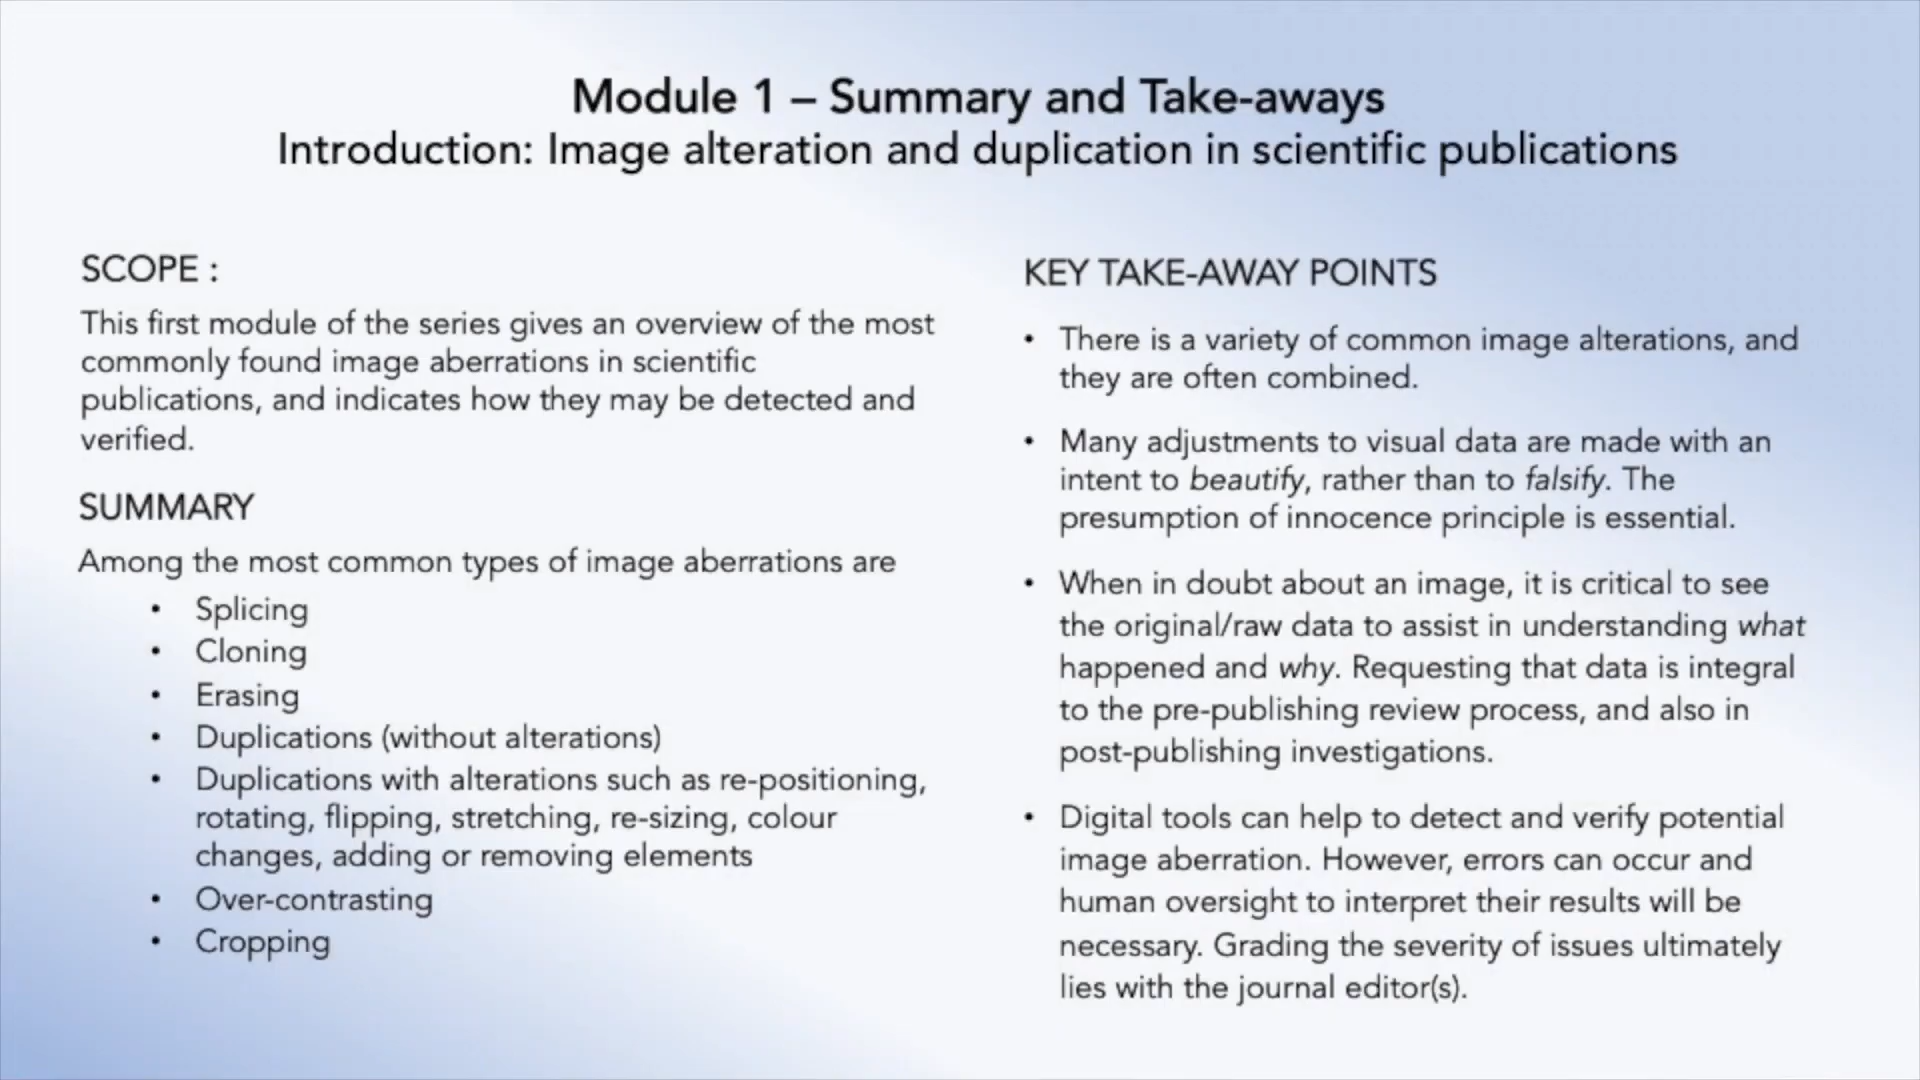 Module 1 – Summary and Take-aways
Introduction: Image alteration and duplication in scientific publications
SCOPE :
This first module of the series gives an overview of the most
commonly found image aberrations in scientific
publications, and indicates how they may be detected and
verified.
SUMMARY
Among the most common types of image aberrations are
• Splicing
• Cloning
• Erasing
• Duplications (without alterations)
• Duplications with alterations such as re-positioning,
rotating, flipping, stretching, re-sizing, colour
changes, adding or removing elements
• Over-contrasting
• Cropping
KEY TAKE-AWAY POINTS
• There is a variety of common image alterations, and
they are often combined.
• Many adjustments to visual data are made with an
intent to beautify, rather than to falsify. The
presumption of innocence principle is essential.
• When in doubt about an image, it is critical to see
the original/raw data to assist in understanding what
happened and why. Requesting that data is integral
to the pre-publishing review process, and also in
post-publishing investigations.
• Digital tools can help to detect and verify potential
image aberration. However, errors can occur and
human oversight to interpret their results will be
necessary. Grading the severity of issues ultimately
lies with the journal editor(s).